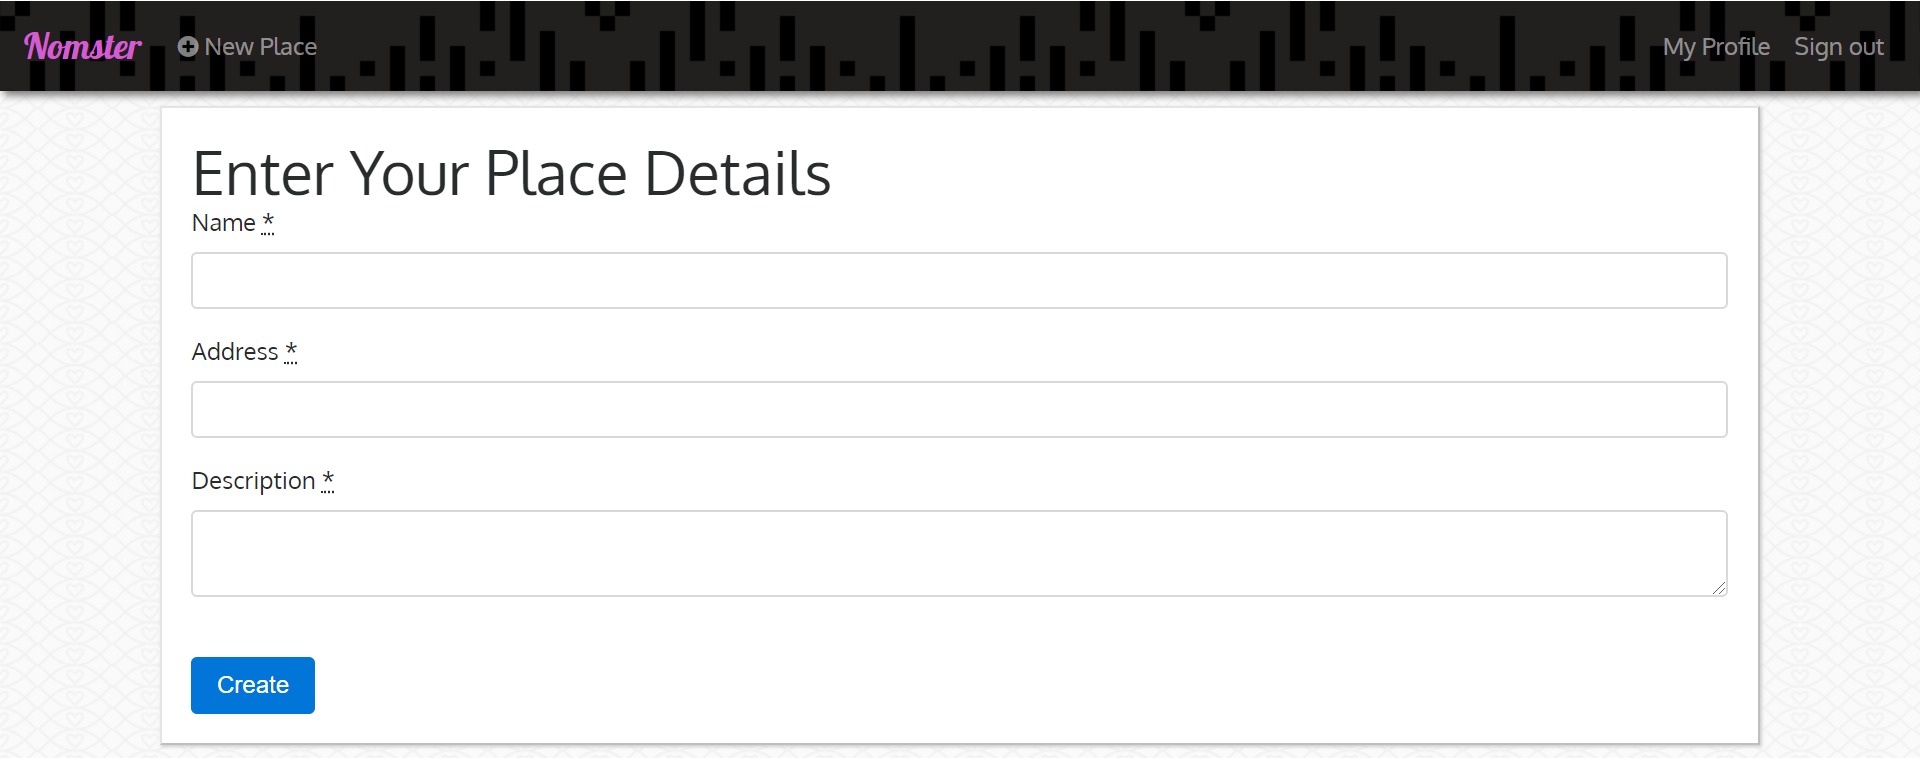 Nomster New Place My Profile Sign out
Enter Your Place Details
Name *
Address *
Description *
Create